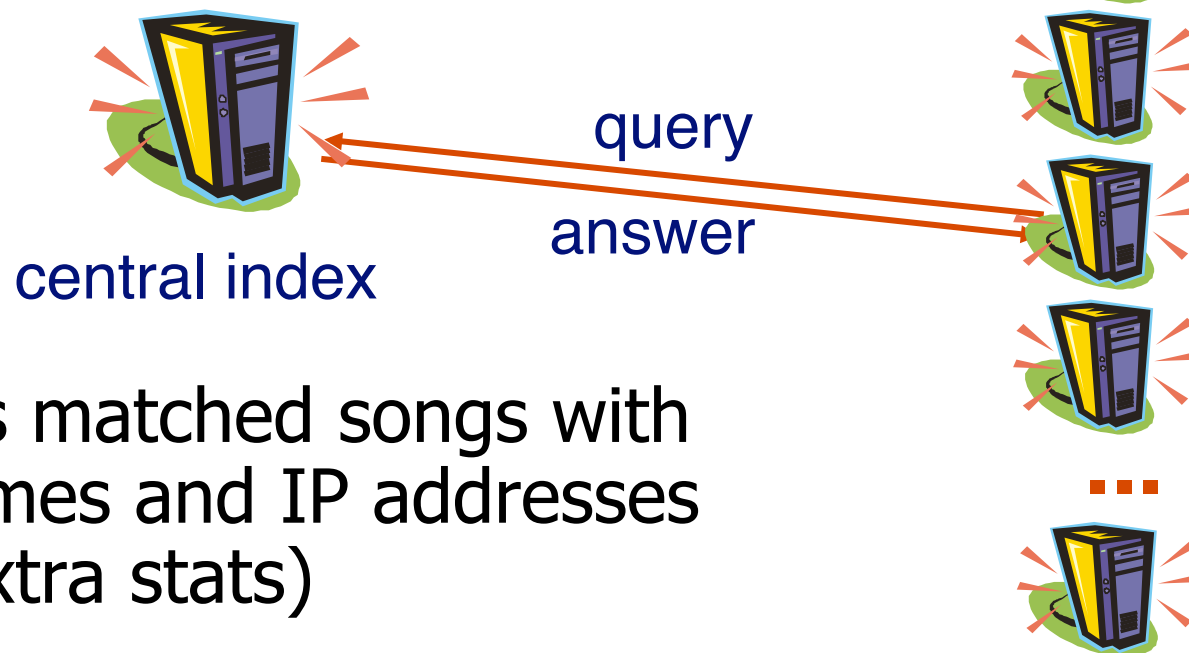 query
answer
central index
s matched songs with
mes and IP addresses
xtra stats)